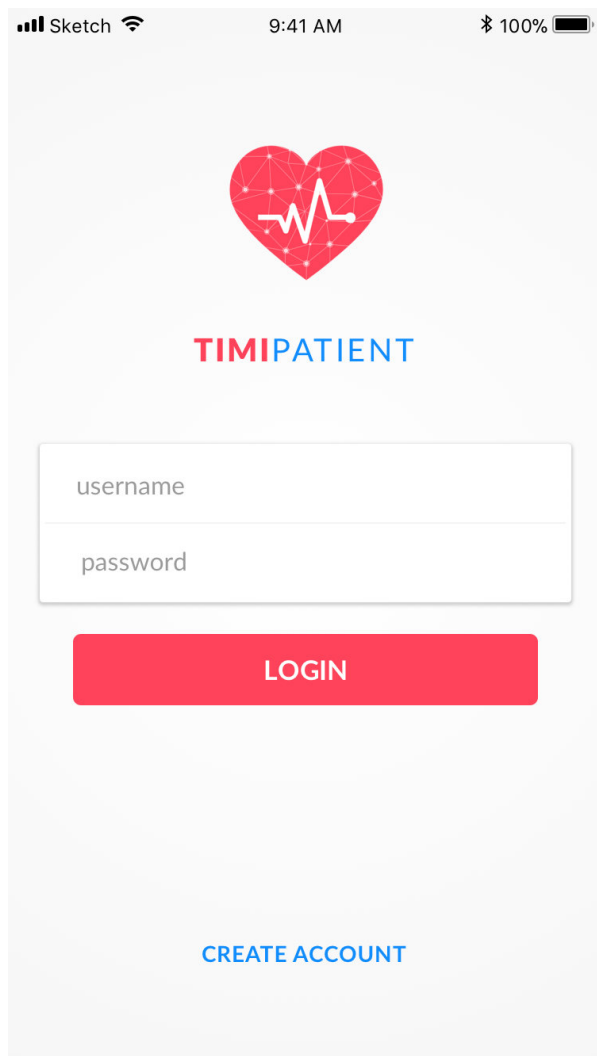 Sketch 9:41 AM 100%
TIMIPATIENT
username
password
LOGIN
CREATE ACCOUNT